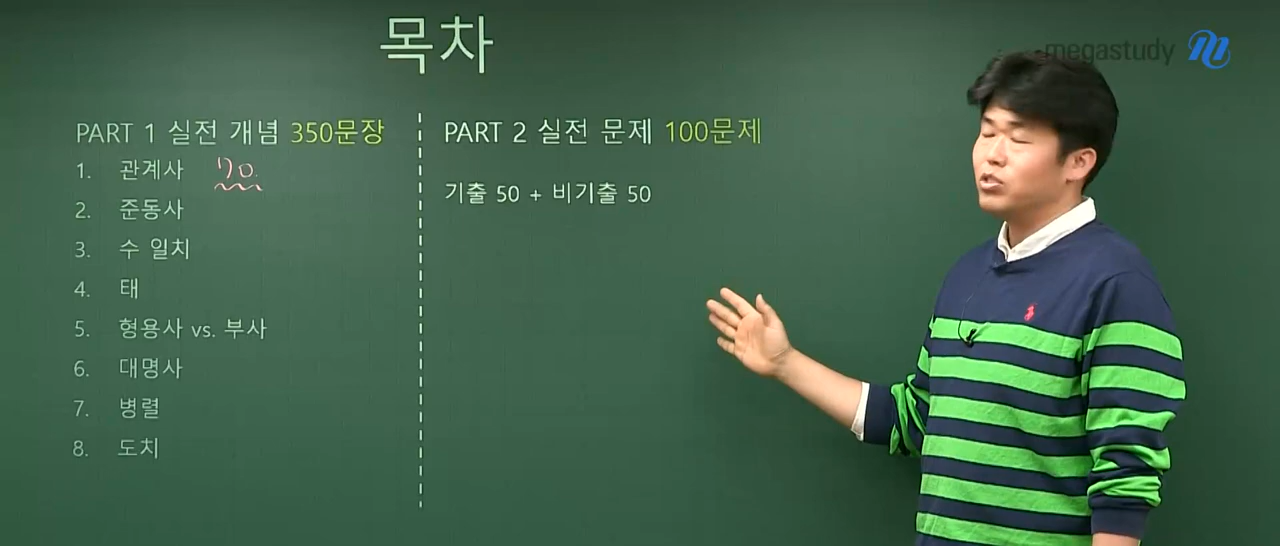 목차
megastudy
PART 1 실전 개념 350문장
1. 관계사 70
2. 준동사
3. 수 일치
4. 태
5. 형용사 vs. 부사
6. 대명사
7. 병렬
8. 도치
PART 2 실전 문제 100문제
기출 50 + 비기출 50